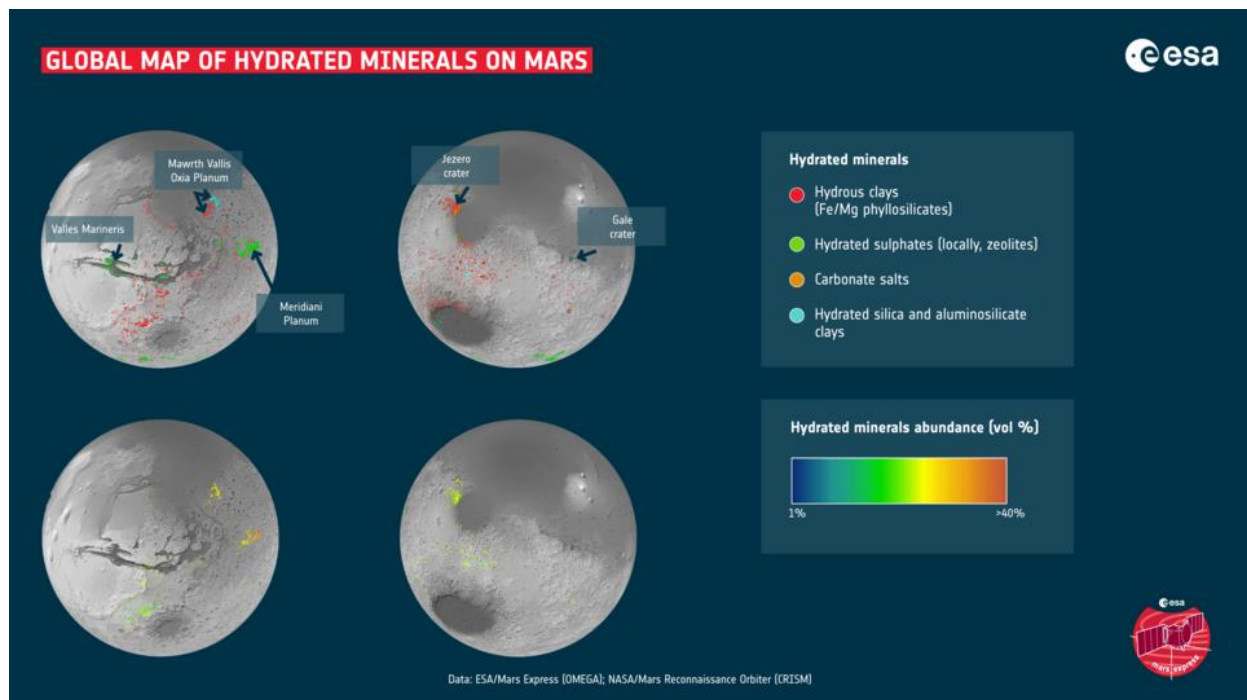 GLOBAL MAP OF HYDRATED MINERALS ON MARS
esa
Mawrth Vallis
Oxia Planum
Valles Marineris
Meridiani
Planum
Jezero
crater
Gale
crater
Hydrated minerals
Hydrous clays
(Fe/Mg phyllosilicates)
Hydrated sulphates (locally, zeolites)
Carbonate salts
Hydrated silica and aluminosilicate
clays
Hydrated minerals abundance (vol %)
1%
>40%
esa
mars express
Data: ESA/Mars Express (OMEGA); NASA/Mars Reconnaissance Orbiter (CRISM)